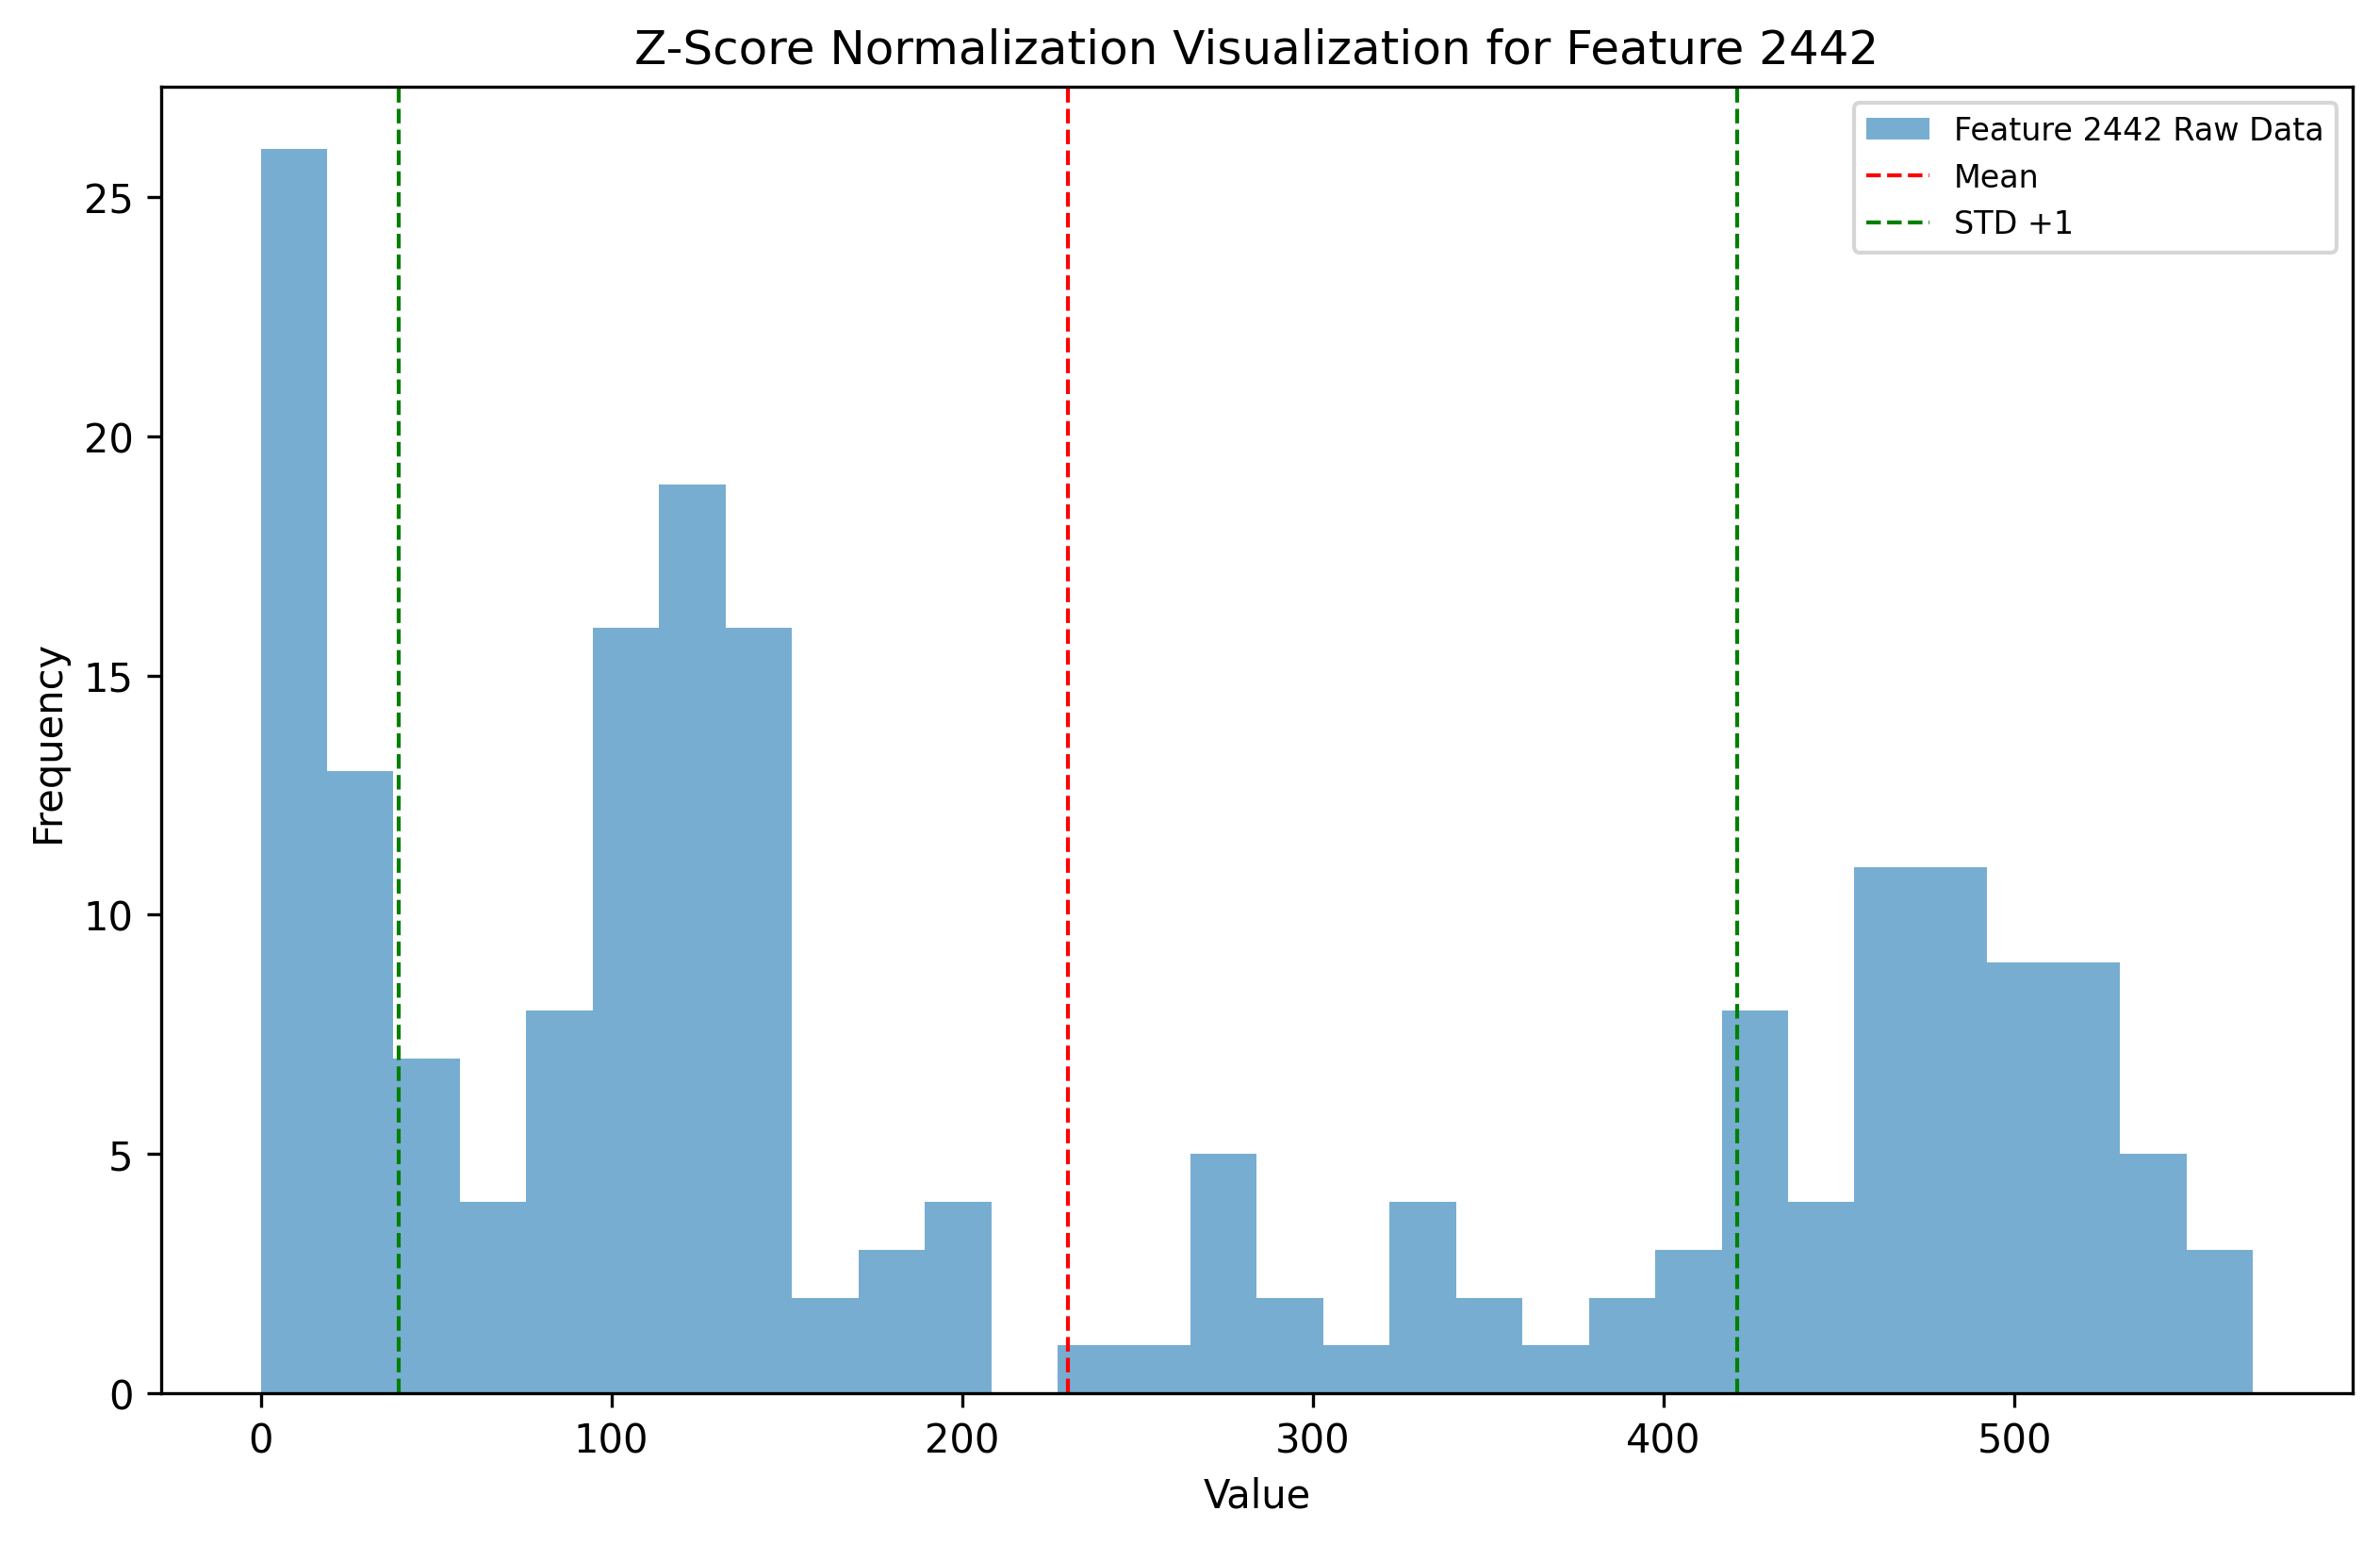 Z-Score Normalization Visualization for Feature 2442
Feature 2442 Raw Data
Mean
STD +1
25
20
15
10
5
0
Frequency
0 100 200 300 400 500
Value